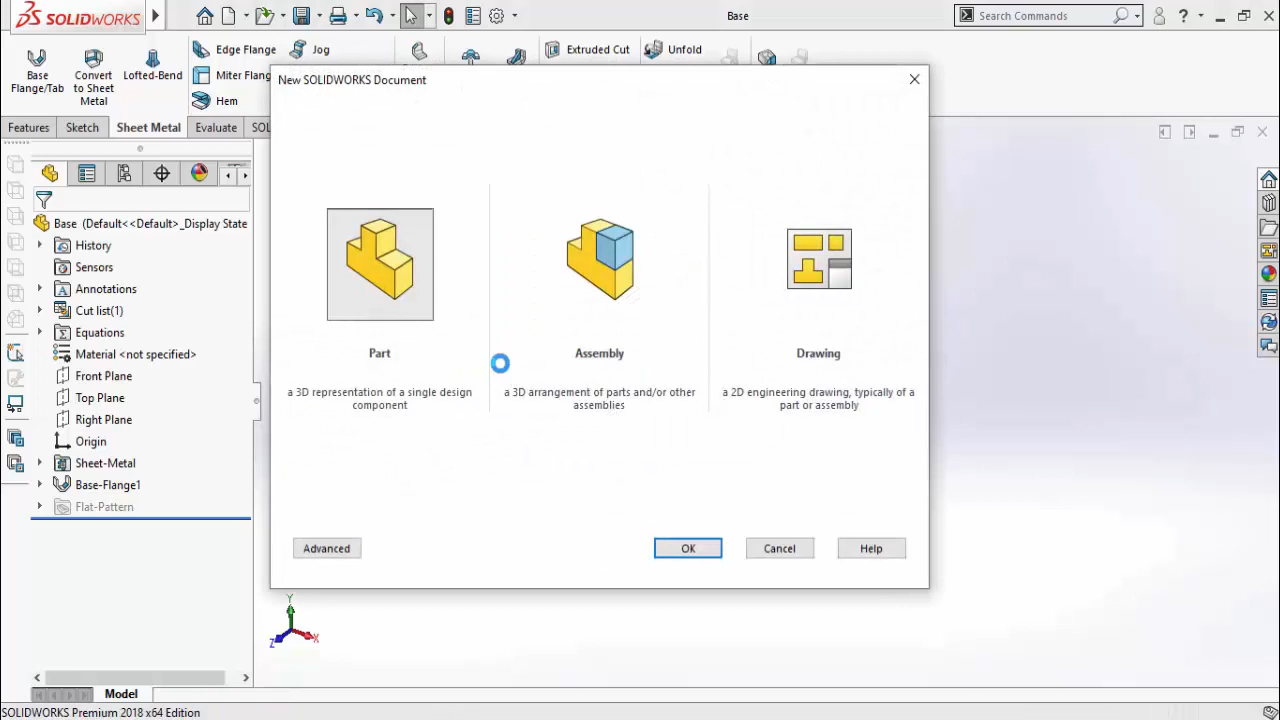 SOLIDWORKS
Base
Search Commands
?
Base Flange/Tab
Convert to Sheet Metal
Lofted-Bend
Edge Flange
Miter Flang
Hem
Jog
Extruded Cut
Unfold
Features
Sketch
Sheet Metal
Evaluate
SOL
New SOLIDWORKS Document
Base (Default<<Default>_Display State
History
Sensors
Annotations
Cut list(1)
Equations
Material <not specified>
Front Plane
Top Plane
Right Plane
Origin
Sheet-Metal
Base-Flange1
Flat-Pattern
Part
a 3D representation of a single design
component
Assembly
a 3D arrangement of parts and/or other
assemblies
Drawing
a 2D engineering drawing, typically of a
part or assembly
Advanced
OK
Cancel
Help
Y
Z
X
Model
SOLIDWORKS Premium 2018 x64 Edition